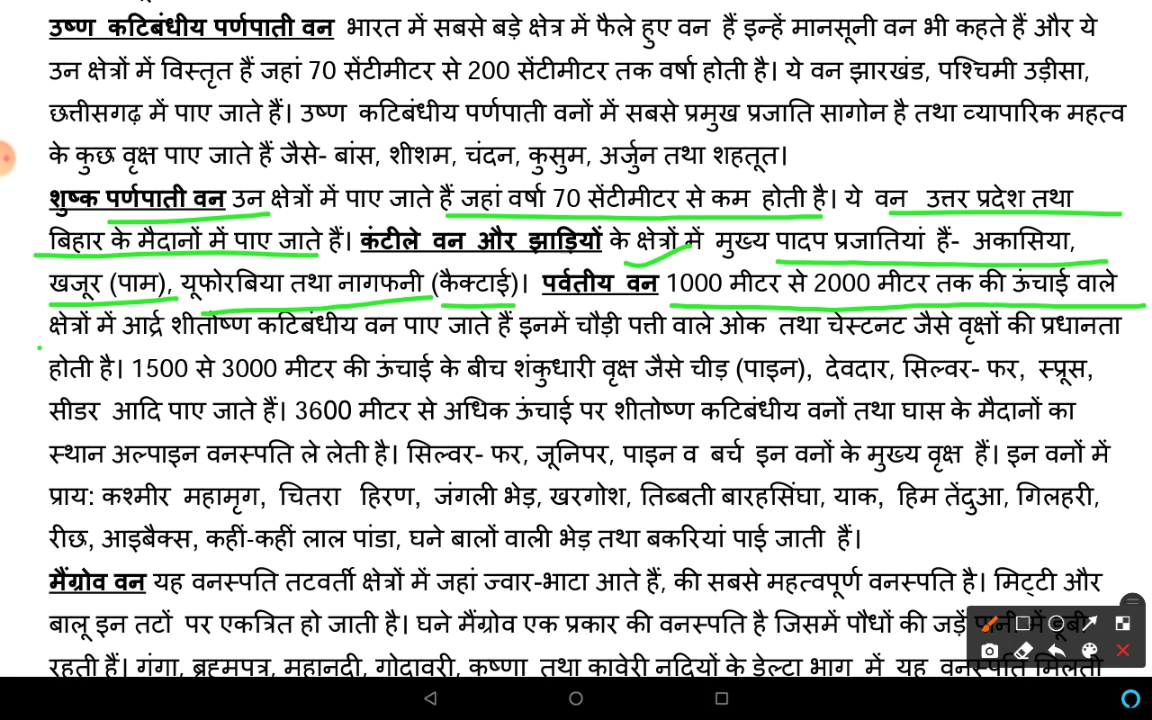 उष्ण कटिबंधीय पर्णपाती वन भारत में सबसे बड़े क्षेत्र में फैले हुए वन हैं इन्हें मानसूनी वन भी कहते हैं और ये
उन क्षेत्रों में विस्तृत हैं जहां 70 सेंटीमीटर से 200 सेंटीमीटर तक वर्षा होती है। ये वन झारखंड, पश्चिमी उड़ीसा,
छत्तीसगढ़ में पाए जाते हैं। उष्ण कटिबंधीय पर्णपाती वनों में सबसे प्रमुख प्रजाति सागोन है तथा व्यापारिक महत्व
के कुछ वृक्ष पाए जाते हैं जैसे- बांस, शीशम, चंदन, कुसुम, अर्जुन तथा शहतूत।
शुष्क पर्णपाती वन उन क्षेत्रों में पाए जाते हैं जहां वर्षा 70 सेंटीमीटर से कम होती है। ये वन उत्तर प्रदेश तथा
बिहार के मैदानों में पाए जाते हैं। कंटीले वन और झाड़ियों के क्षेत्रों में मुख्य पादप प्रजातियां हैं- अकासिया,
खजूर (पाम), यूफोरबिया तथा नागफनी (कैक्टाई)। पर्वतीय वन 1000 मीटर से 2000 मीटर तक की ऊंचाई वाले
क्षेत्रों में आर्द्र शीतोष्ण कटिबंधीय वन पाए जाते हैं इनमें चौड़ी पत्ती वाले ओक तथा चेस्टनट जैसे वृक्षों की प्रधानता
होती है। 1500 से 3000 मीटर की ऊंचाई के बीच शंकुधारी वृक्ष जैसे चीड़ (पाइन), देवदार, सिल्वर- फर, स्प्रूस,
सीडर आदि पाए जाते हैं। 3600 मीटर से अधिक ऊंचाई पर शीतोष्ण कटिबंधीय वनों तथा घास के मैदानों का
स्थान अल्पाइन वनस्पति ले लेती है। सिल्वर- फर, जूनिपर, पाइन व बर्च इन वनों के मुख्य वृक्ष हैं। इन वनों में
प्राय: कश्मीर महामृग, चितरा हिरण, जंगली भेड़, खरगोश, तिब्बती बारहसिंघा, याक, हिम तेंदुआ, गिलहरी,
रीछ, आइबैक्स, कहीं-कहीं लाल पांडा, घने बालों वाली भेड़ तथा बकरियां पाई जाती हैं।
मैंग्रोव वन यह वनस्पति तटवर्ती क्षेत्रों में जहां ज्वार-भाटा आते हैं, की सबसे महत्वपूर्ण वनस्पति है। मिट्टी और
बालू इन तटों पर एकत्रित हो जाती है। घने मैंग्रोव एक प्रकार की वनस्पति है जिसमें पौधों की जड़ें पानी में डूबी
रहती हैं। गंगा, ब्रह्मपुत्र, महानदी, गोदावरी, कृष्णा तथा कावेरी नदियों के डेल्टा भाग में यह वनस्पति मिलती